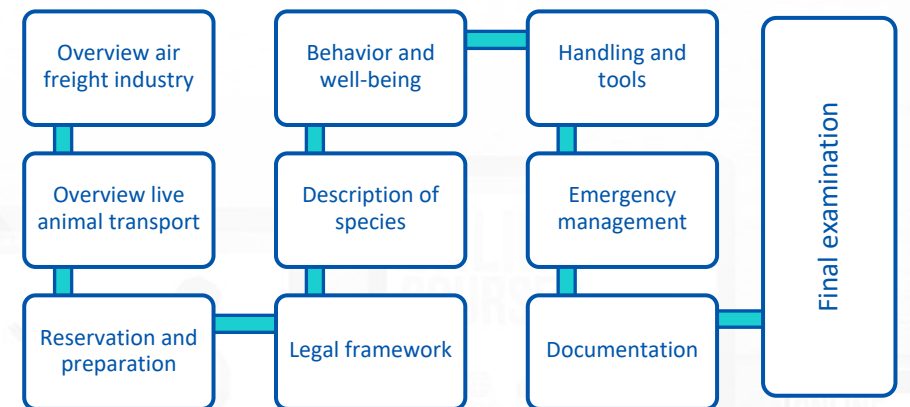 Overview air
freight industry
Overview live
animal transport
Reservation and
preparation
Legal framework
Description of
species
Behavior and
well-being
Handling and
tools
Emergency
management
Documentation
Final examination